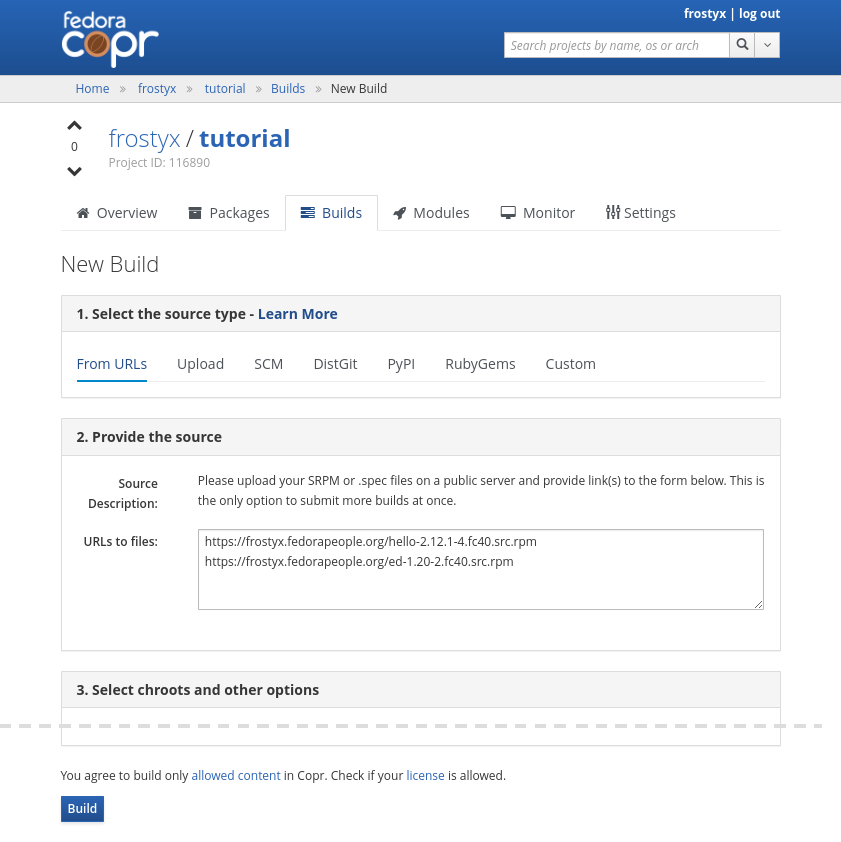 fedora
copr
frostyx | log out
Search projects by name, os or arch
Home » frostyx » tutorial » Builds » New Build
0
frostyx / tutorial
Project ID: 116890
Overview Packages Builds Modules Monitor Settings
New Build
1. Select the source type - Learn More
From URLs Upload SCM DistGit PyPI RubyGems Custom
2. Provide the source
Source
Description:
Please upload your SRPM or .spec files on a public server and provide link(s) to the form below. This is
the only option to submit more builds at once.
URLs to files:
https://frostyx.fedorapeople.org/hello-2.12.1-4.fc40.src.rpm
https://frostyx.fedorapeople.org/ed-1.20-2.fc40.src.rpm
3. Select chroots and other options
You agree to build only allowed content in Copr. Check if your license is allowed.
Build